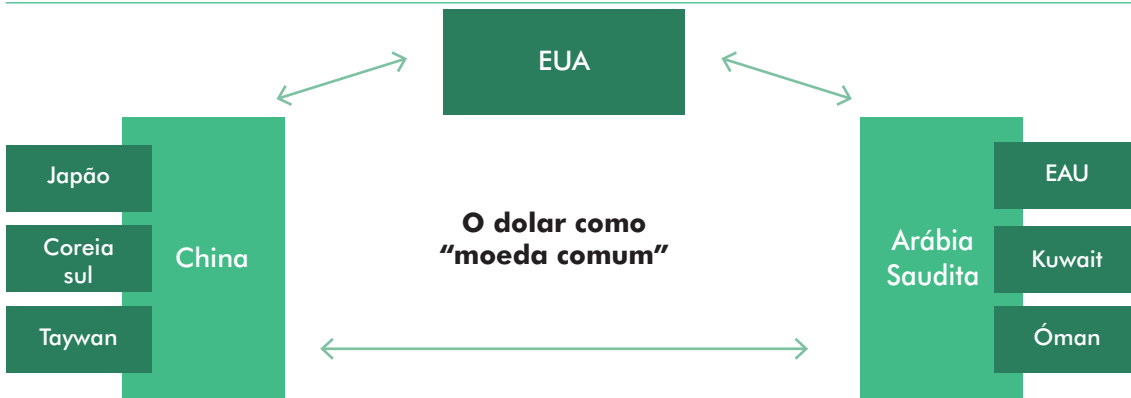 EUA
Japão
Coreia
sul
Taywan
China
O dolar como
“moeda comum”
Arábia
Saudita
EAU
Kuwait
Óman